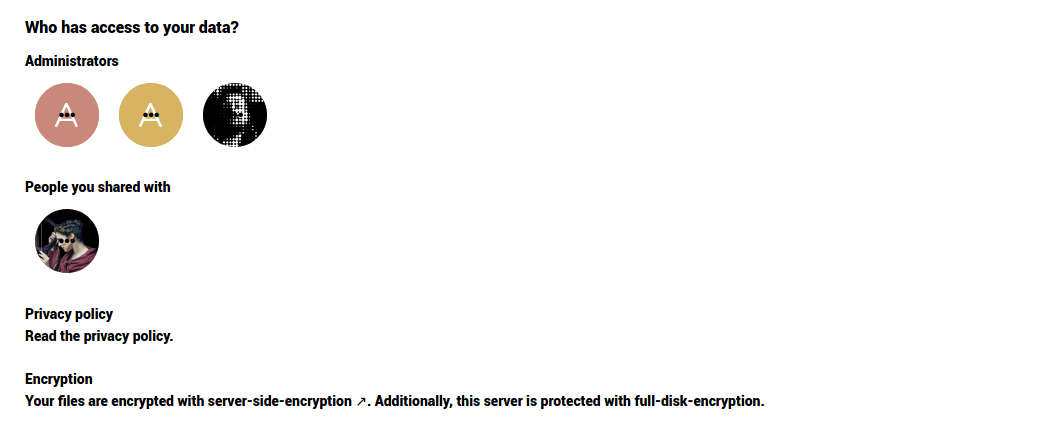 Who has access to your data?
Administrators
A A
People you shared with
Privacy policy
Read the privacy policy.
Encryption
Your files are encrypted with server-side-encryption ↗. Additionally, this server is protected with full-disk-encryption.